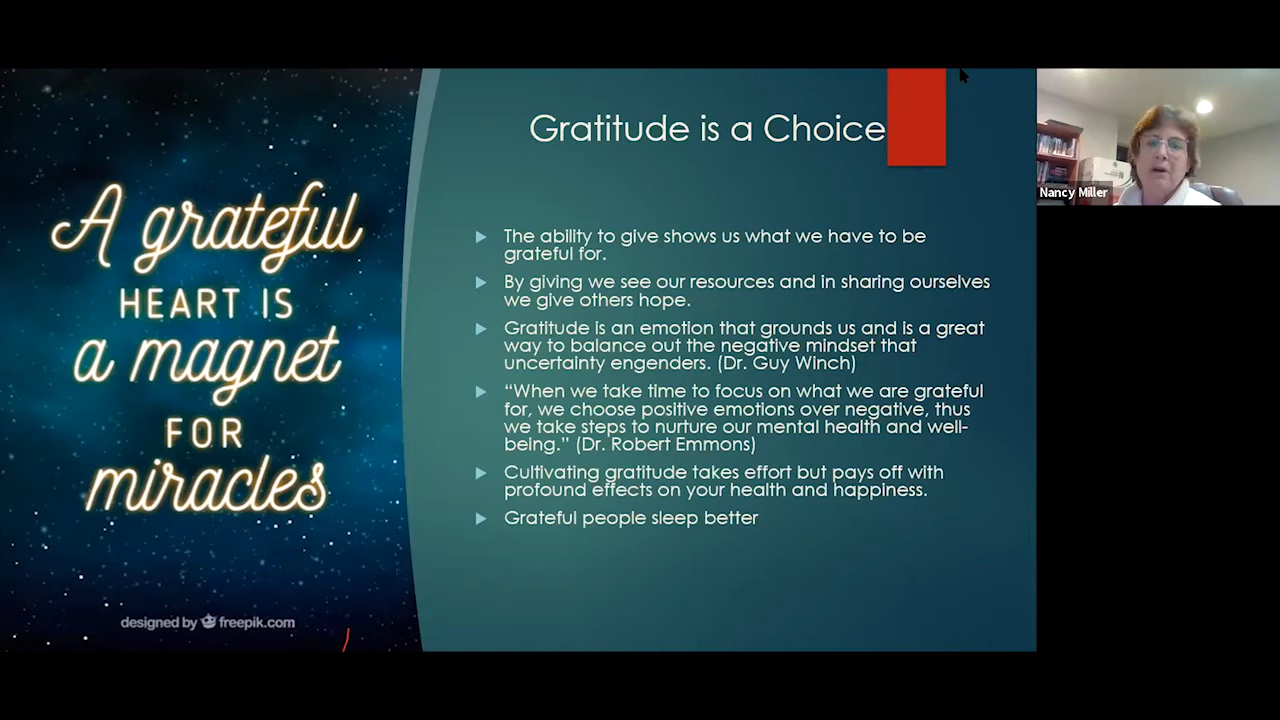 A grateful
HEART IS
a magnet
FOR
miracles
designed by freepik.com
Gratitude is a Choice
The ability to give shows us what we have to be
grateful for.
By giving we see our resources and in sharing ourselves
we give others hope.
Gratitude is an emotion that grounds us and is a great
way to balance out the negative mindset that
uncertainty engenders. (Dr. Guy Winch)
“When we take time to focus on what we are grateful
for, we choose positive emotions over negative, thus
we take steps to nurture our mental health and well-
being.” (Dr. Robert Emmons)
Cultivating gratitude takes effort but pays off with
profound effects on your health and happiness.
Grateful people sleep better
Nancy Miller